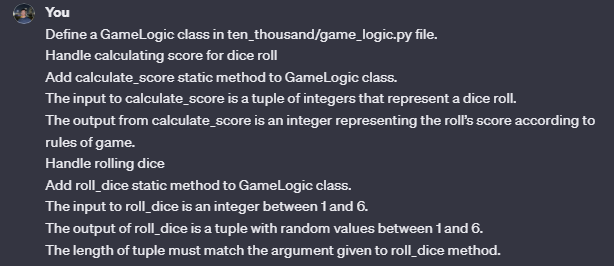 You
Define a GameLogic class in ten_thousand/game_logic.py file.
Handle calculating score for dice roll
Add calculate_score static method to GameLogic class.
The input to calculate_score is a tuple of integers that represent a dice roll.
The output from calculate_score is an integer representing the roll’s score according to
rules of game.
Handle rolling dice
Add roll_dice static method to GameLogic class.
The input to roll_dice is an integer between 1 and 6.
The output of roll_dice is a tuple with random values between 1 and 6.
The length of tuple must match the argument given to roll_dice method.